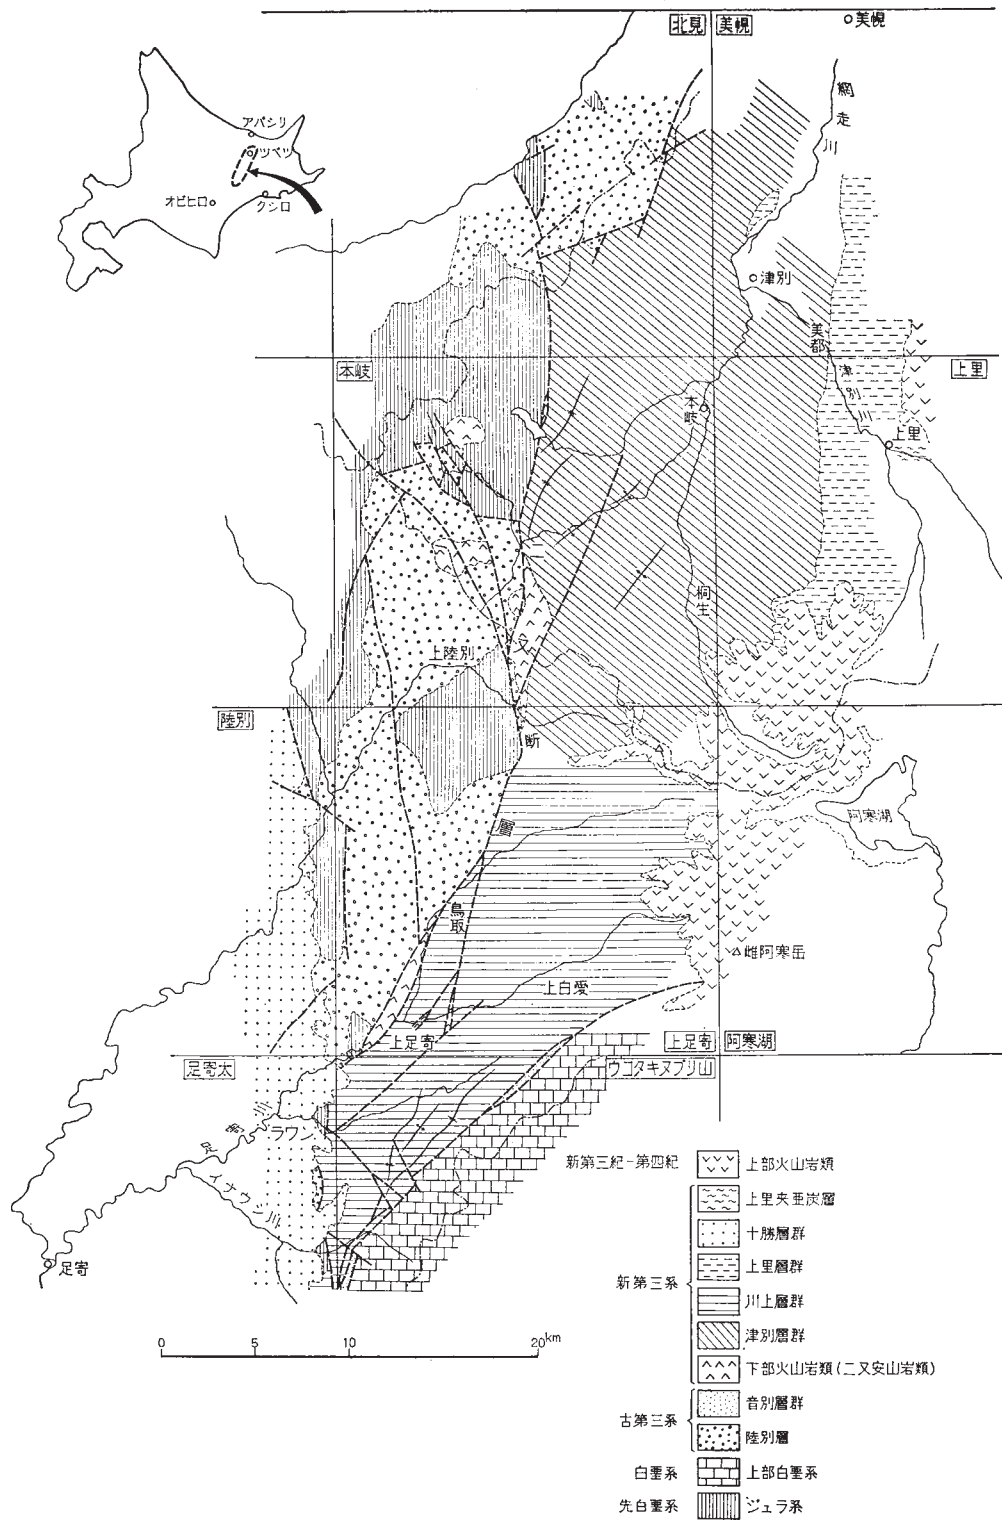 北見
美幌
美幌
網走川
アバシリ
ツベツ
オビヒロ
クシロ
津別
美都
本岐
上里
津別川
本岐
上里
二
又
桐生
上陸別
陸別
断
層
阿寒湖
鳥取
雌阿寒岳
上白愛
上足寄
上足寄
阿寒湖
足寄太
ウコタキヌプリ山
ラワン
足寄川
イナウシ川
足寄
新第三紀-第四紀
上部火山岩類
新第三系
上里夾亜炭層
十勝層群
上里層群
川上層群
津別層群
下部火山岩類(二又安山岩類)
古第三系
音別層群
陸別層
白堊系
上部白堊系
先白堊系
ジュラ系
0 5 10 20km